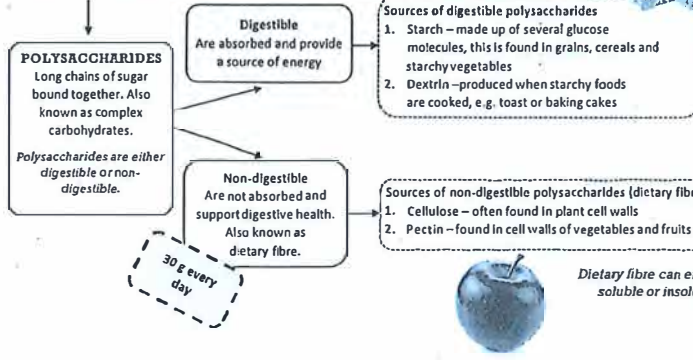 POLYSACCHARIDES
Long chains of sugar
bound together. Also
known as complex
carbohydrates.
Polysaccharides are either
digestible or non-
digestible.
Digestible
Are absorbed and provide
a source of energy
Sources of digestible polysaccharides
1. Starch – made up of several glucose
molecules, this is found in grains, cereals and
starchy vegetables
2. Dextrin –produced when starchy foods
are cooked, e.g. toast or baking cakes
Non-digestible
Are not absorbed and
support digestive health.
Also known as
dietary fibre.
30 g every
day
Sources of non-digestible polysaccharides (dietary fibr
1. Cellulose – often found in plant cell walls
2. Pectin – found in cell walls of vegetables and fruits
Dietary fibre can e
soluble or insol